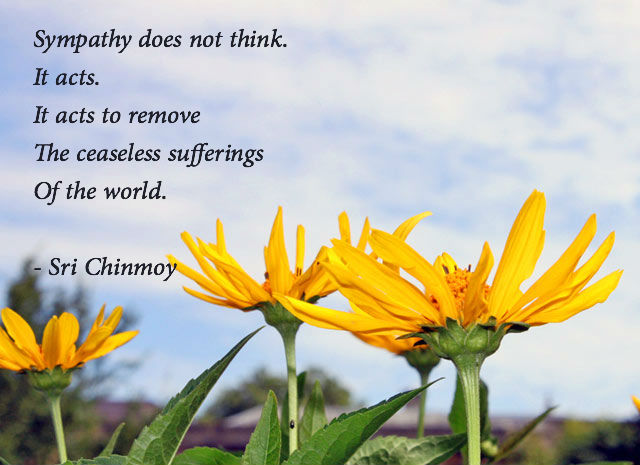 Sympathy does not think.
It acts.
It acts to remove
The ceaseless sufferings
Of the world.
- Sri Chinmoy